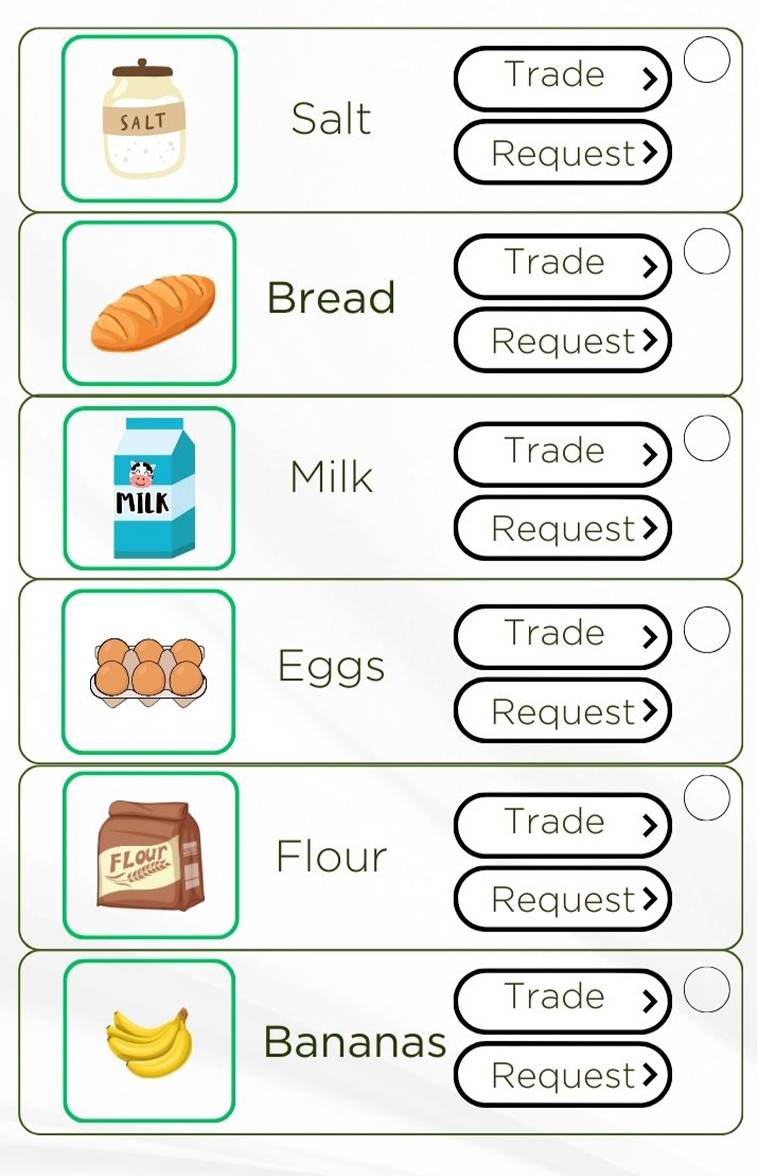 SALT
Salt
Trade
Request
Bread
Trade
Request
MILK
Milk
Trade
Request
Eggs
Trade
Request
FLOUR
Flour
Trade
Request
Bananas
Trade
Request